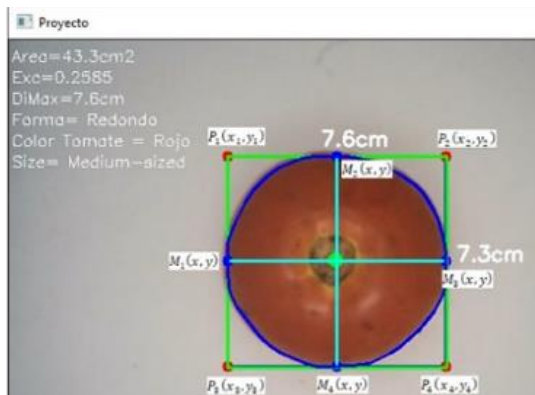 Proyecto
Area=43.3cm2
Exc=0.2585
DiMax=7.6cm
Forma= Redondo
Color Tomate = Rojo
Size= Medium-sized
P₁(x₁,y₁)
7.6cm
P₂(x₂,y₂)
M₂(x,y)
M₁(x,y)
7.3cm
M₃(x,y)
P₃(x₃,y₃)
M₄(x,y)
P₄(x₄,y₄)